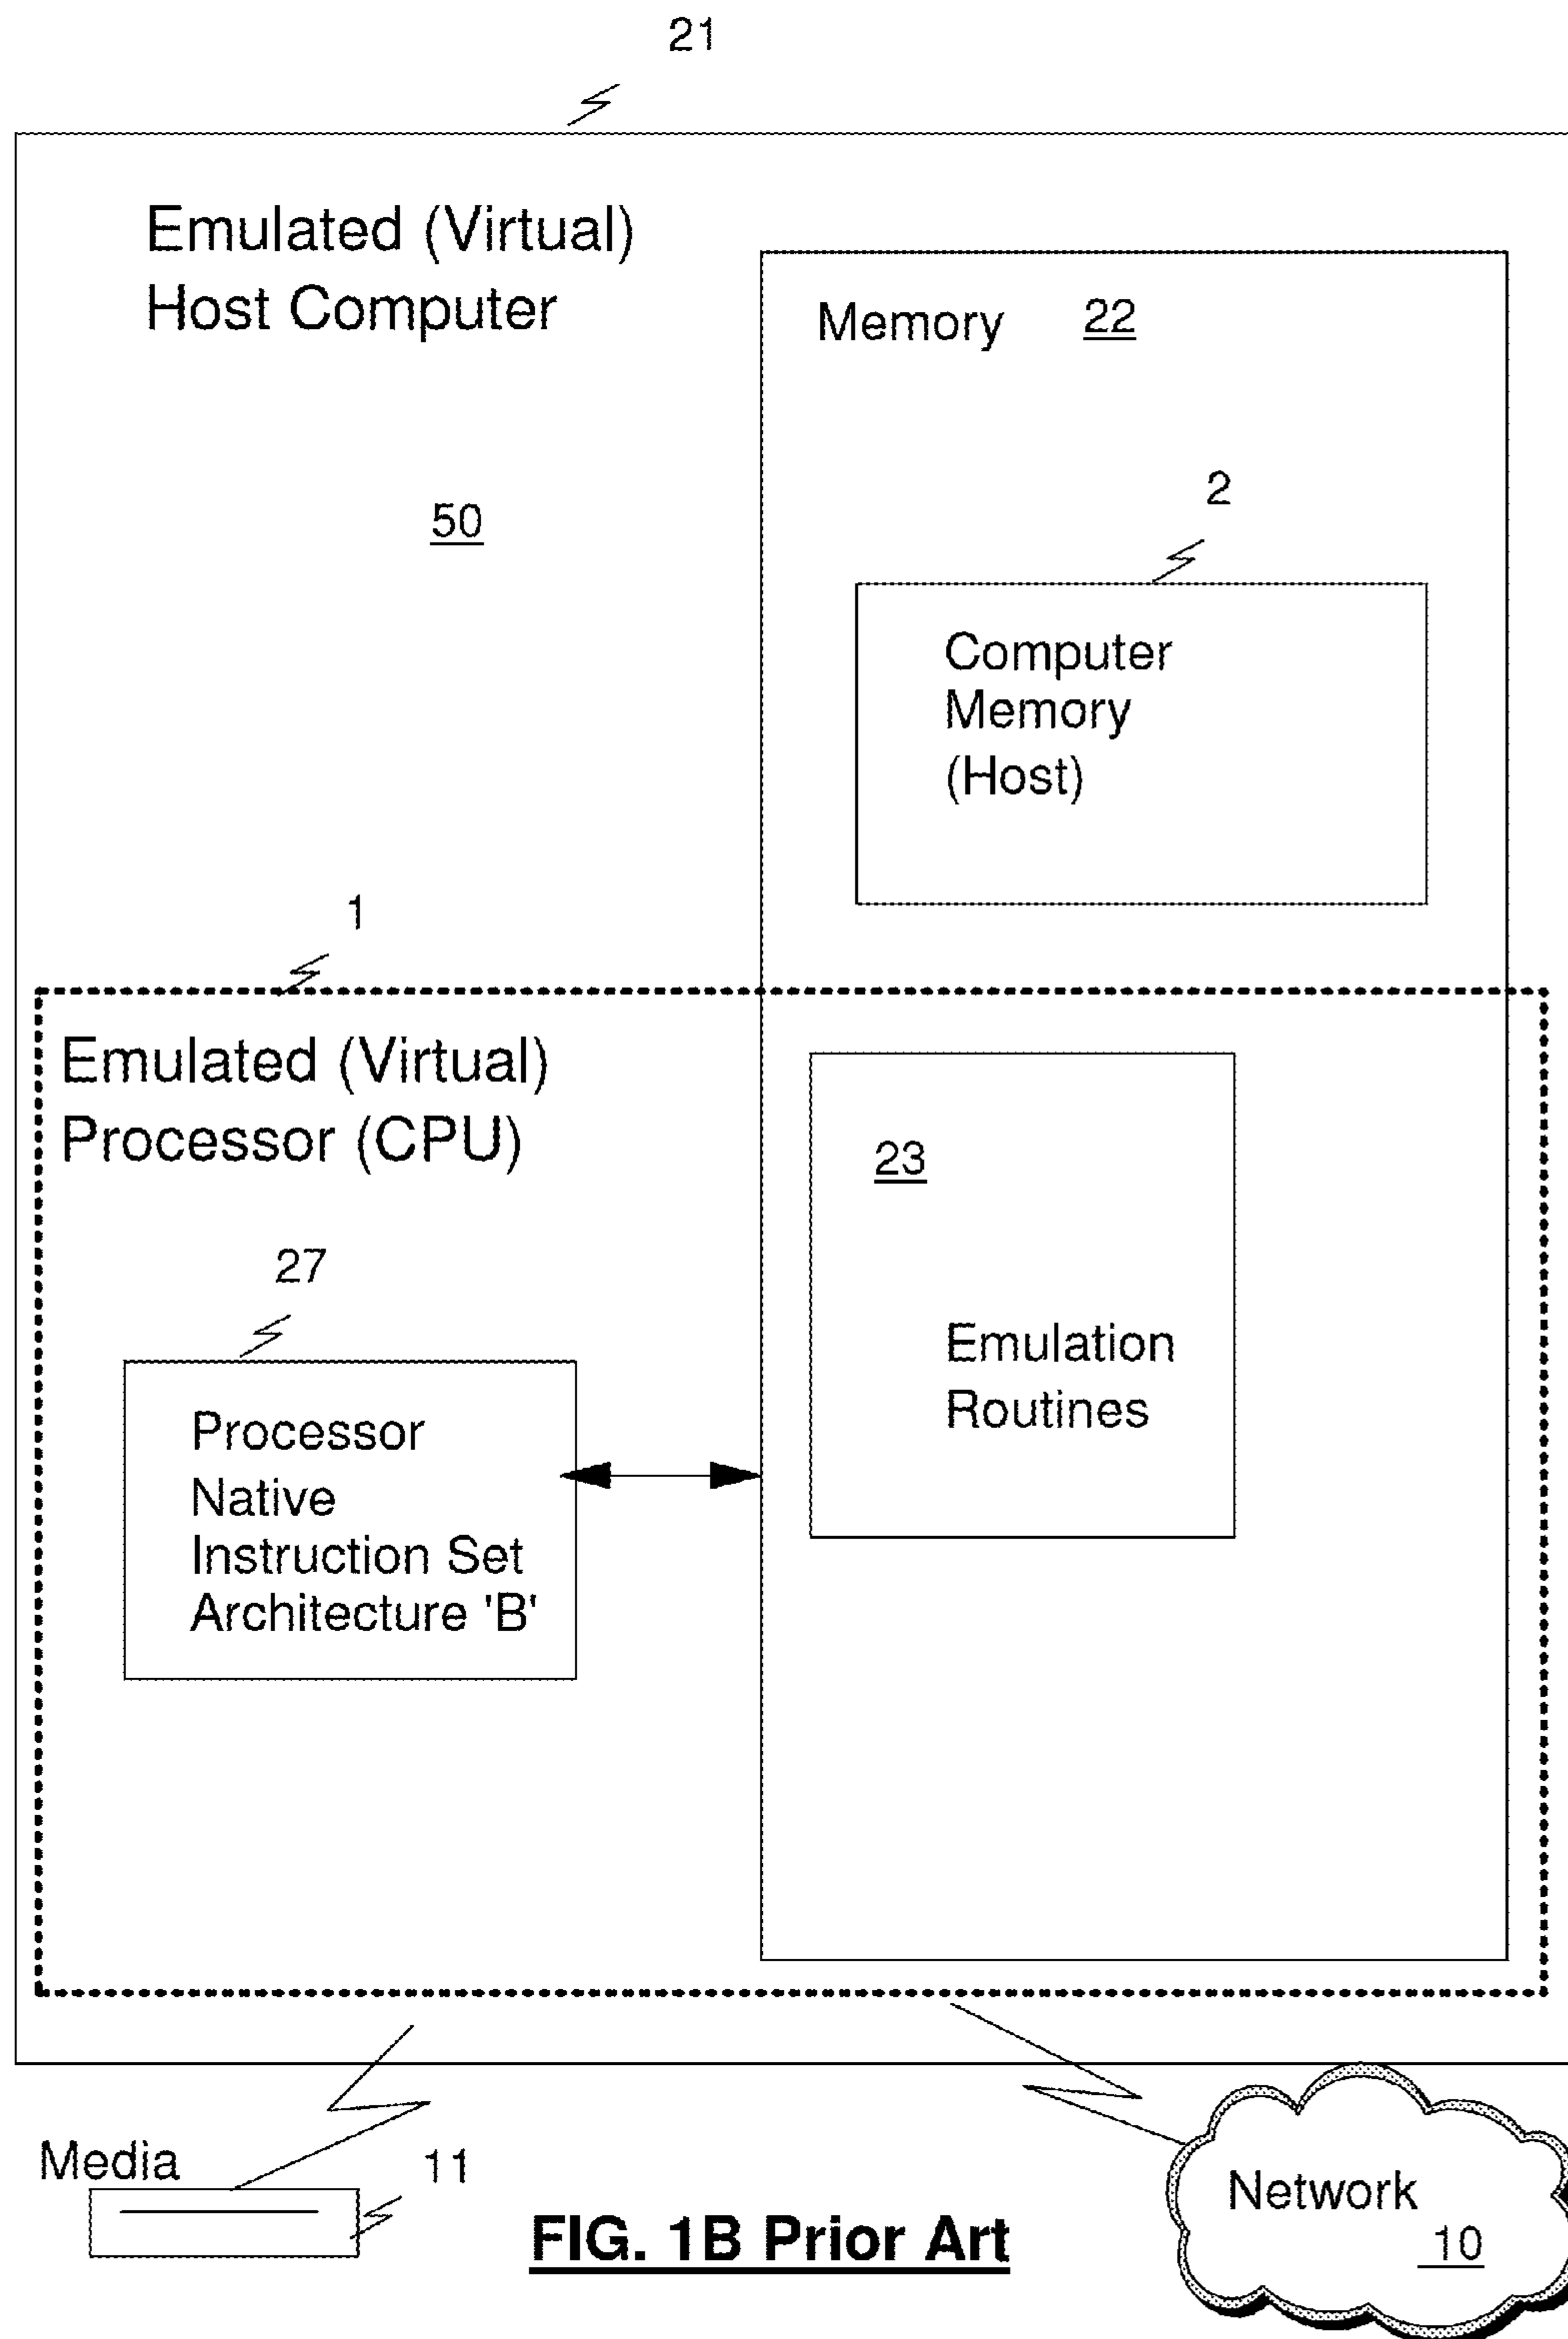 21
Emulated (Virtual)
Host Computer
Memory 22
50
2
Computer
Memory
(Host)
1
Emulated (Virtual)
Processor (CPU)
23
27
Emulation
Routines
Processor
Native
Instruction Set
Architecture 'B'
Media
11
Network
10
FIG. 1B Prior Art